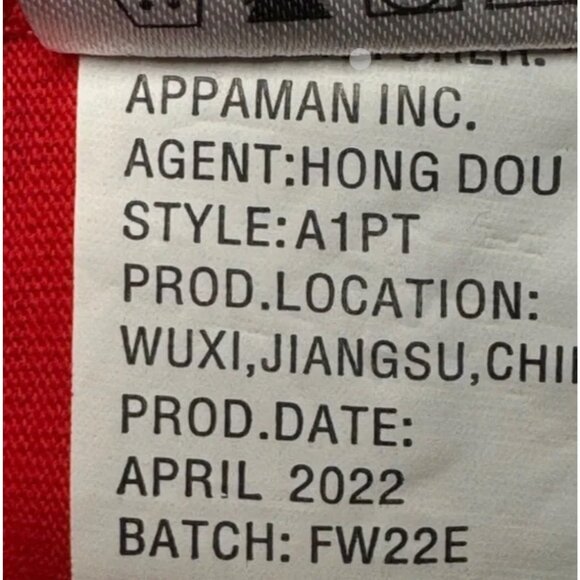 APPAMAN INC.
AGENT:HONG DOU
STYLE:A1PT
PROD.LOCATION:
WUXI,JIANGSU,CHI
PROD.DATE:
APRIL 2022
BATCH: FW22E